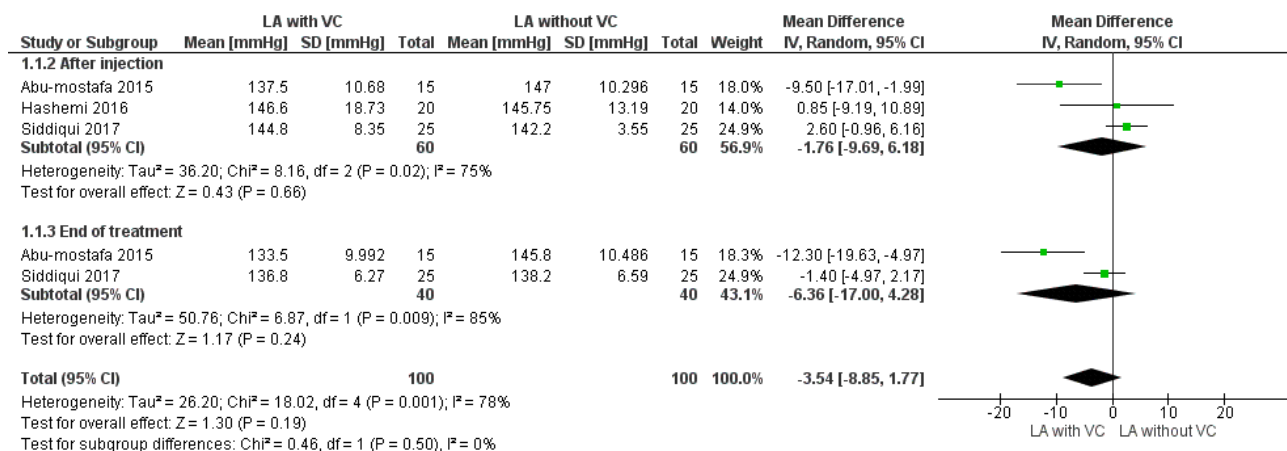 LA with VC LA without VC Mean Difference Mean Difference
Study or Subgroup Mean [mmHg] SD [mmHg] Total Mean [mmHg] SD [mmHg] Total Weight IV, Random, 95% CI IV, Random, 95% CI
1.1.2 After injection
Abu-mostafa 2015 137.5 10.68 15 147 10.296 15 18.0% -9.50 [-17.01, -1.99]
Hashemi 2016 146.6 18.73 20 145.75 13.19 20 14.0% 0.85 [-9.19, 10.89]
Siddiqui 2017 144.8 8.35 25 142.2 3.55 25 24.9% 2.60 [-0.96, 6.16]
Subtotal (95% CI) 60 60 56.9% -1.76 [-9.69, 6.18]
Heterogeneity: Tau² = 36.20; Chi² = 8.16, df = 2 (P = 0.02); I² = 75%
Test for overall effect: Z = 0.43 (P = 0.66)
1.1.3 End of treatment
Abu-mostafa 2015 133.5 9.992 15 145.8 10.486 15 18.3% -12.30 [-19.63, -4.97]
Siddiqui 2017 136.8 6.27 25 138.2 6.59 25 24.9% -1.40 [-4.97, 2.17]
Subtotal (95% CI) 40 40 43.1% -6.36 [-17.00, 4.28]
Heterogeneity: Tau² = 50.76; Chi² = 6.87, df = 1 (P = 0.009); I² = 85%
Test for overall effect: Z = 1.17 (P = 0.24)
Total (95% CI) 100 100 100.0% -3.54 [-8.85, 1.77]
Heterogeneity: Tau² = 26.20; Chi² = 18.02, df = 4 (P = 0.001); I² = 78%
Test for overall effect: Z = 1.30 (P = 0.19)
Test for subgroup differences: Chi² = 0.46, df = 1 (P = 0.50), I² = 0%
-20 -10 0 10 20
LA with VC LA without VC